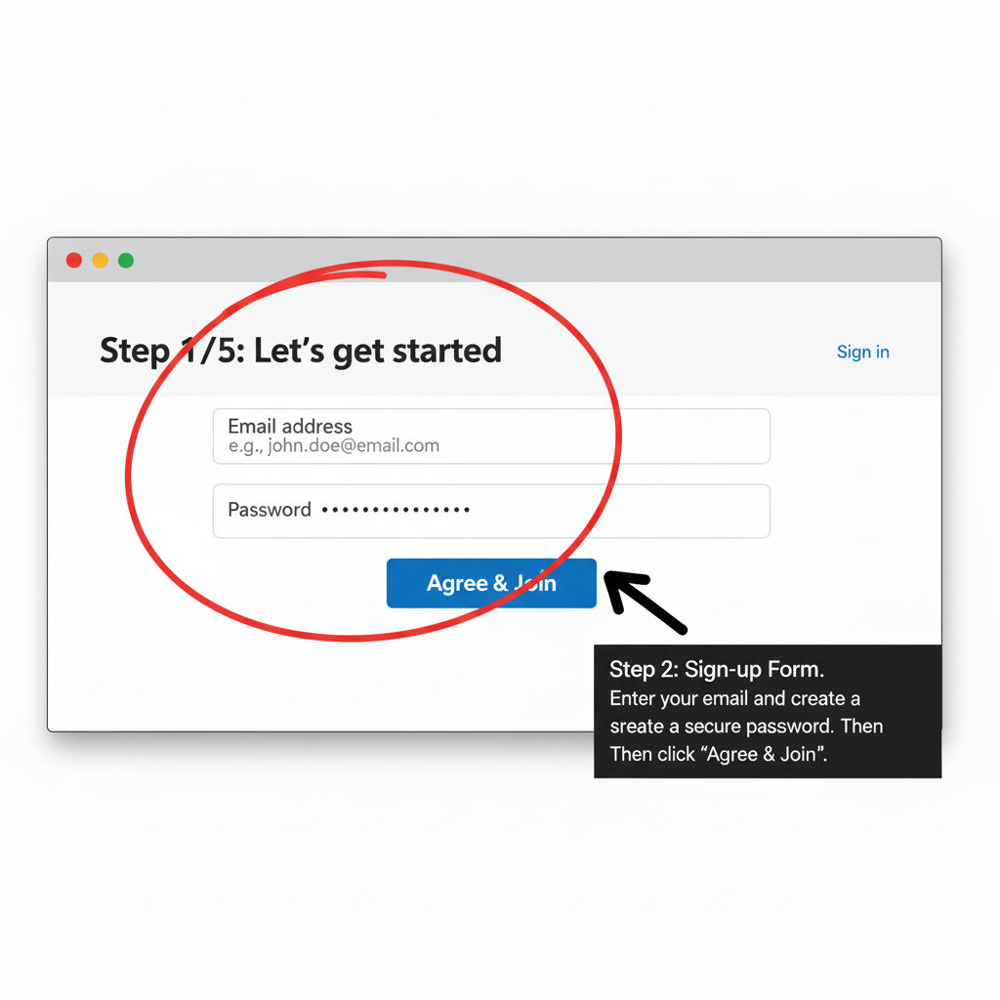 Step 1/5: Let's get started
Sign in
Email address
e.g., john.doe@email.com
Password •••••••••••••••
Agree & Join
Step 2: Sign-up Form.
Enter your email and create a
sreate a secure password. Then
Then click “Agree & Join”.